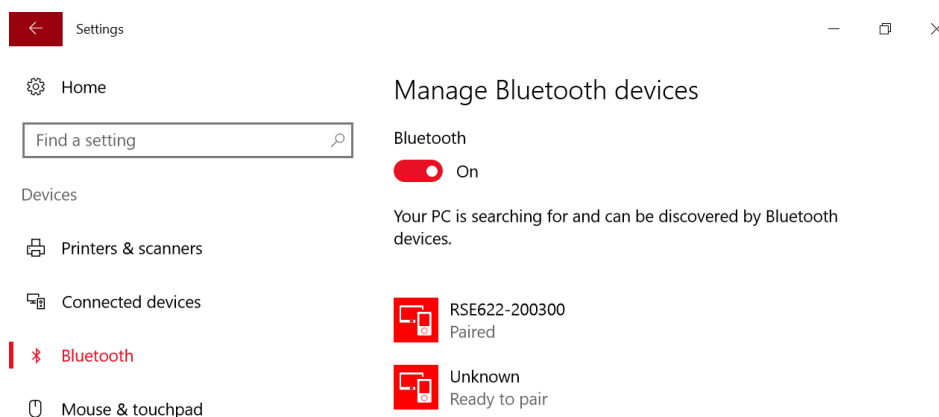 Settings
Home
Find a setting
Devices
Printers & scanners
Connected devices
Bluetooth
Mouse & touchpad
Manage Bluetooth devices
Bluetooth
On
Your PC is searching for and can be discovered by Bluetooth
devices.
RSE622-200300
Paired
Unknown
Ready to pair